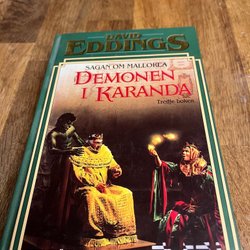 DAVID
EDDINGS
SAGAN OM MALLOREA
DEMONEN
I KARANDA
Tredje boken